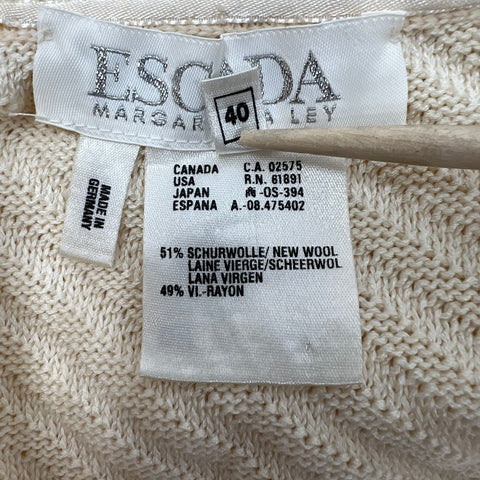 ESCADA
MARGAR A LEY
40
MADE IN
GERMANY
CANADA C.A. 02575
USA R.N. 61891
JAPAN -OS-394
ESPANA A.-08.475402
51% SCHURWOLLE/ NEW WOOL
LAINE VIERGE/SCHEERWOL
LANA VIRGEN
49% VI.-RAYON